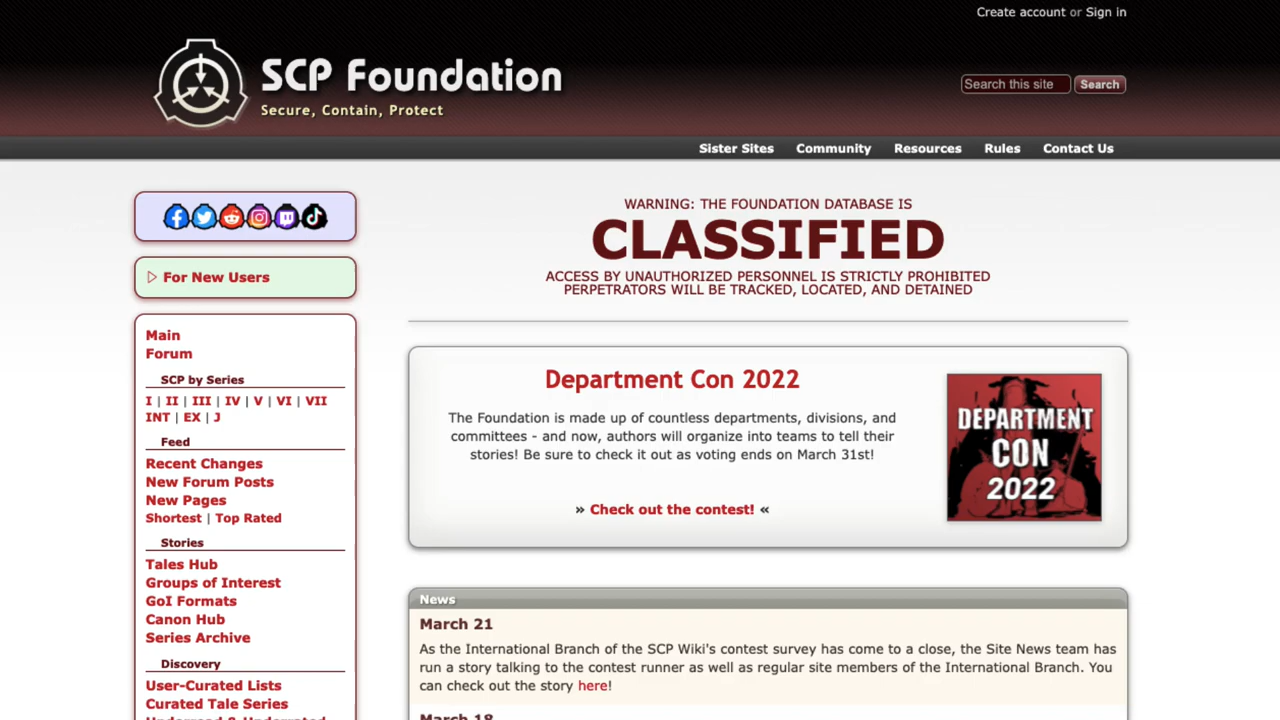 Create account or Sign in
SCP Foundation
Secure, Contain, Protect
Search this site
Search
Sister Sites
Community
Resources
Rules
Contact Us
For New Users
Main
Forum
SCP by Series
I | II | III | IV | V | VI | VII
INT | EX | J
Feed
Recent Changes
New Forum Posts
New Pages
Shortest | Top Rated
Stories
Tales Hub
Groups of Interest
GoI Formats
Canon Hub
Series Archive
Discovery
User-Curated Lists
Curated Tale Series
Underread & Underrated
WARNING: THE FOUNDATION DATABASE IS
CLASSIFIED
ACCESS BY UNAUTHORIZED PERSONNEL IS STRICTLY PROHIBITED
PERPETRATORS WILL BE TRACKED, LOCATED, AND DETAINED
Department Con 2022
The Foundation is made up of countless departments, divisions, and
committees - and now, authors will organize into teams to tell their
stories! Be sure to check it out as voting ends on March 31st!
» Check out the contest! «
DEPARTMENT
CON
2022
News
March 21
As the International Branch of the SCP Wiki's contest survey has come to a close, the Site News team has
run a story talking to the contest runner as well as regular site members of the International Branch. You
can check out the story here!
March 18